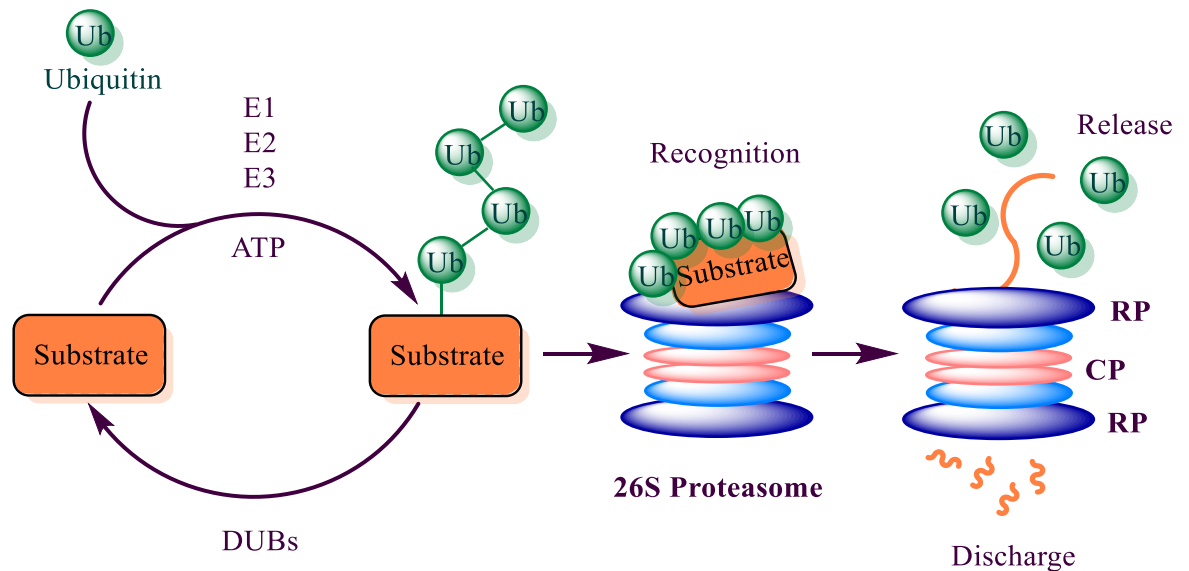 Ub
Ubiquitin
E1
E2
E3
ATP
Substrate
DUBs
Ub
Ub
Ub
Ub
Substrate
Recognition
Ub
Ub
Ub
Ub
Substrate
26S Proteasome
Release
Ub
Ub
Ub
Ub
RP
CP
RP
Discharge